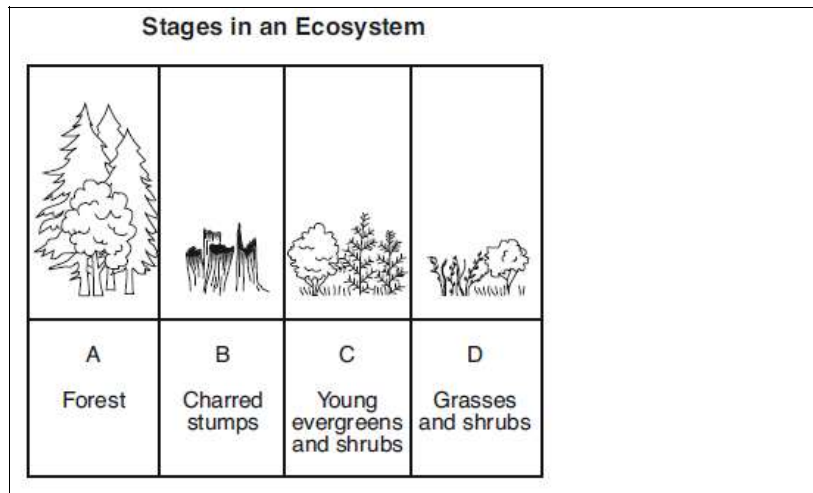 Stages in an Ecosystem
A
Forest
B
Charred
stumps
C
Young
evergreens
and shrubs
D
Grasses
and shrubs